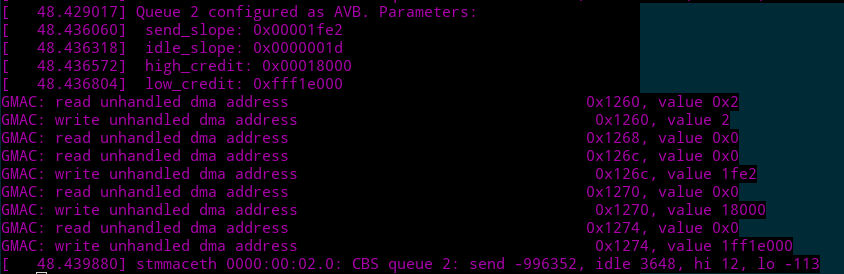 [   48.429017] Queue 2 configured as AVB. Parameters:
[   48.436060]  send_slope: 0x00001fe2
[   48.436318]  idle_slope: 0x0000001d
[   48.436572]  high_credit: 0x00018000
[   48.436804]  low_credit: 0xfff1e000
GMAC: read unhandled dma address 0x1260, value 0x2
GMAC: write unhandled dma address 0x1260, value 2
GMAC: read unhandled dma address 0x1268, value 0x0
GMAC: read unhandled dma address 0x126c, value 0x0
GMAC: write unhandled dma address 0x126c, value 1fe2
GMAC: read unhandled dma address 0x1270, value 0x0
GMAC: write unhandled dma address 0x1270, value 18000
GMAC: read unhandled dma address 0x1274, value 0x0
GMAC: write unhandled dma address 0x1274, value 1ff1e000
[   48.439880] stmmaceth 0000:00:02.0: CBS queue 2: send -996352, idle 3648, hi 12, lo -113